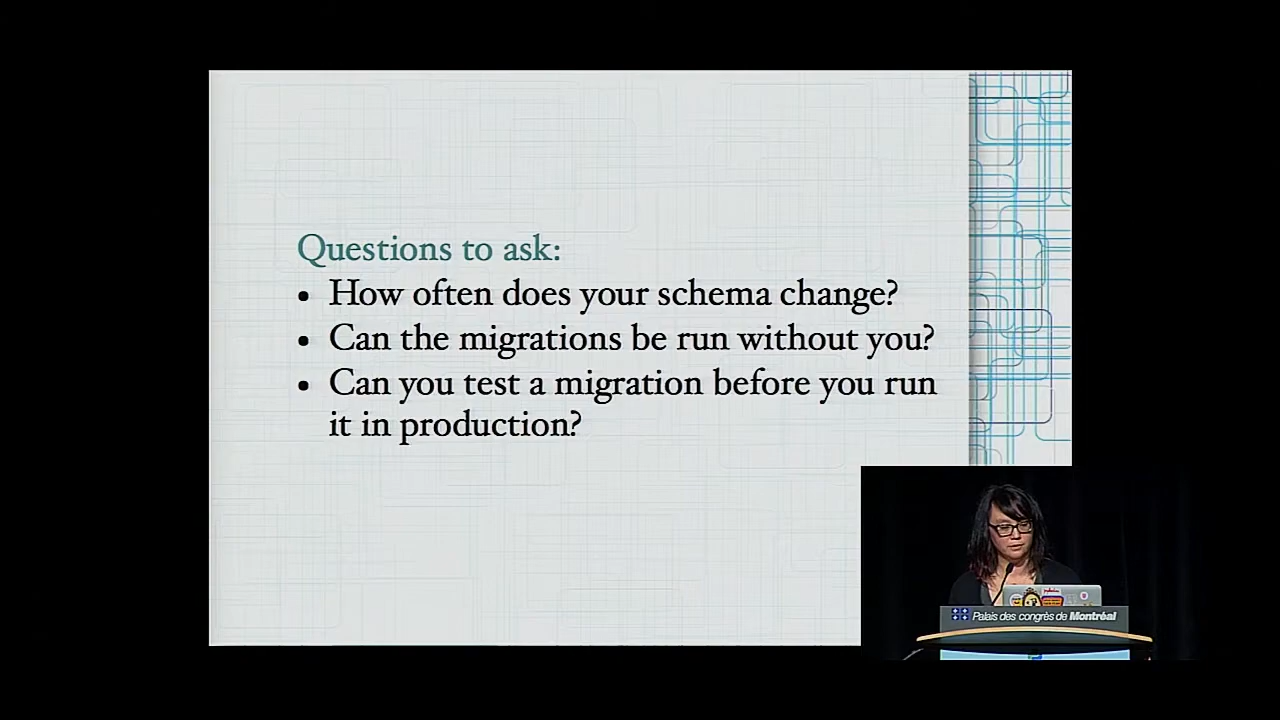 Questions to ask:
• How often does your schema change?
• Can the migrations be run without you?
• Can you test a migration before you run
it in production?
Palais des congrès de Montréal